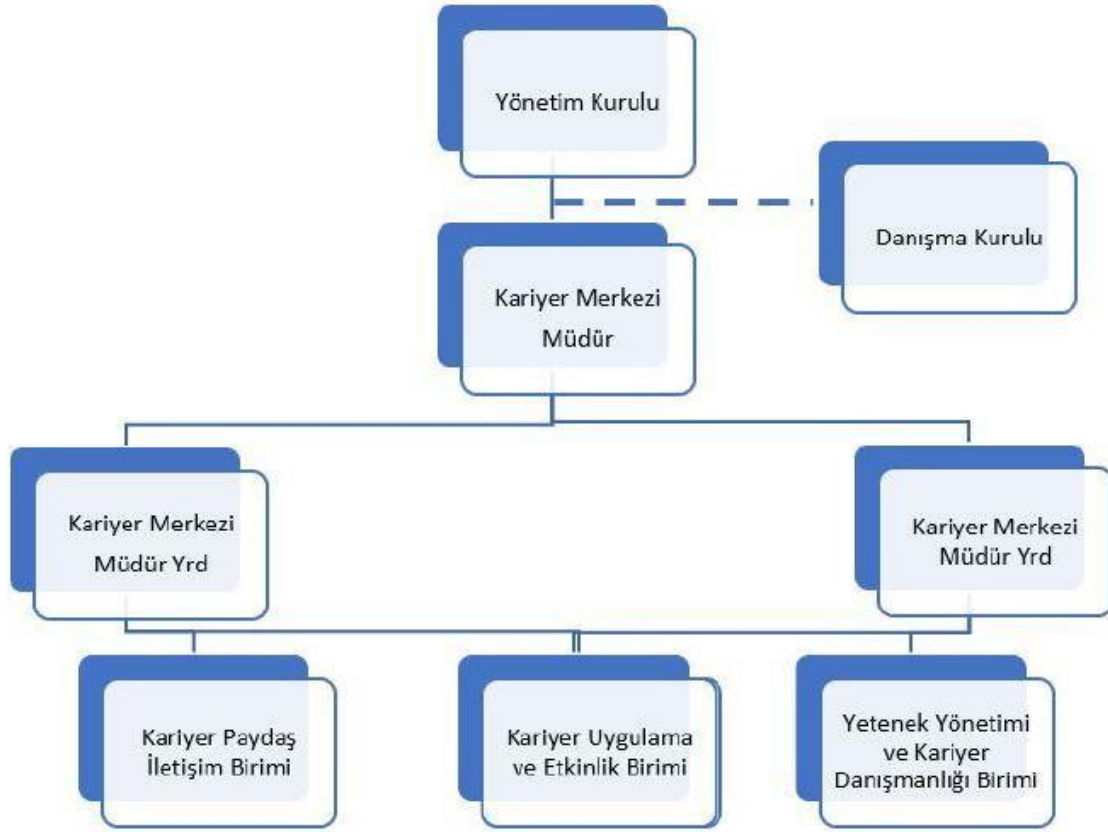 Yönetim Kurulu
Danışma Kurulu
Kariyer Merkezi
Müdür
Kariyer Merkezi
Müdür Yrd
Kariyer Merkezi
Müdür Yrd
Kariyer Paydaş
İletişim Birimi
Kariyer Uygulama
ve Etkinlik Birimi
Yetenek Yönetimi
ve Kariyer
Danışmanlığı Birimi